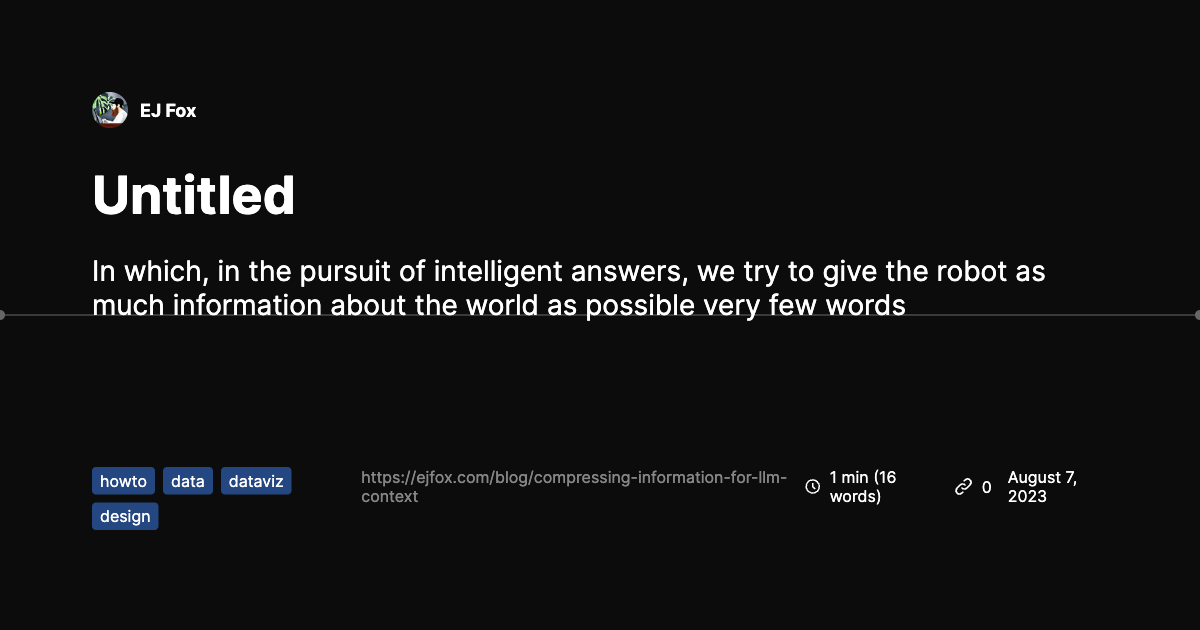 EJ Fox
Untitled
In which, in the pursuit of intelligent answers, we try to give the robot as
much information about the world as possible very few words
howto data dataviz
design
https://ejfox.com/blog/compressing-information-for-llm-
context
1 min (16
words)
0
August 7,
2023